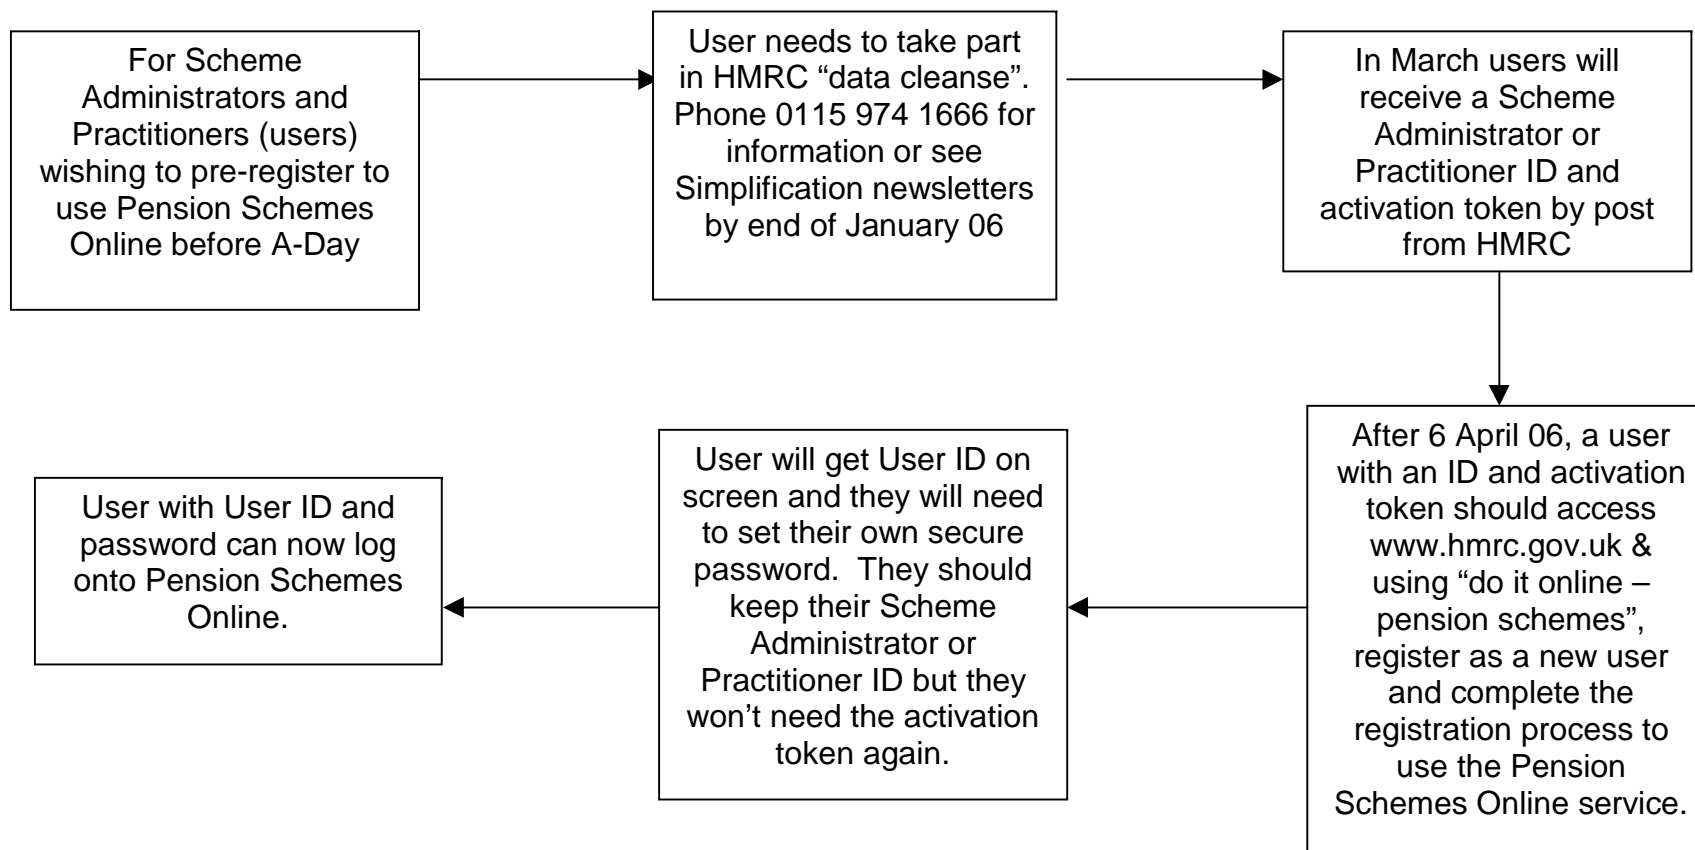 For Scheme
Administrators and
Practitioners (users)
wishing to pre-register to
use Pension Schemes
Online before A-Day
User needs to take part
in HMRC “data cleanse”.
Phone 0115 974 1666 for
information or see
Simplification newsletters
by end of January 06
In March users will
receive a Scheme
Administrator or
Practitioner ID and
activation token by post
from HMRC
After 6 April 06, a user
with an ID and activation
token should access
www.hmrc.gov.uk &
using “do it online –
pension schemes”,
register as a new user
and complete the
registration process to
use the Pension
Schemes Online service.
User will get User ID on
screen and they will need
to set their own secure
password.  They should
keep their Scheme
Administrator or
Practitioner ID but they
won’t need the activation
token again.
User with User ID and
password can now log
onto Pension Schemes
Online.